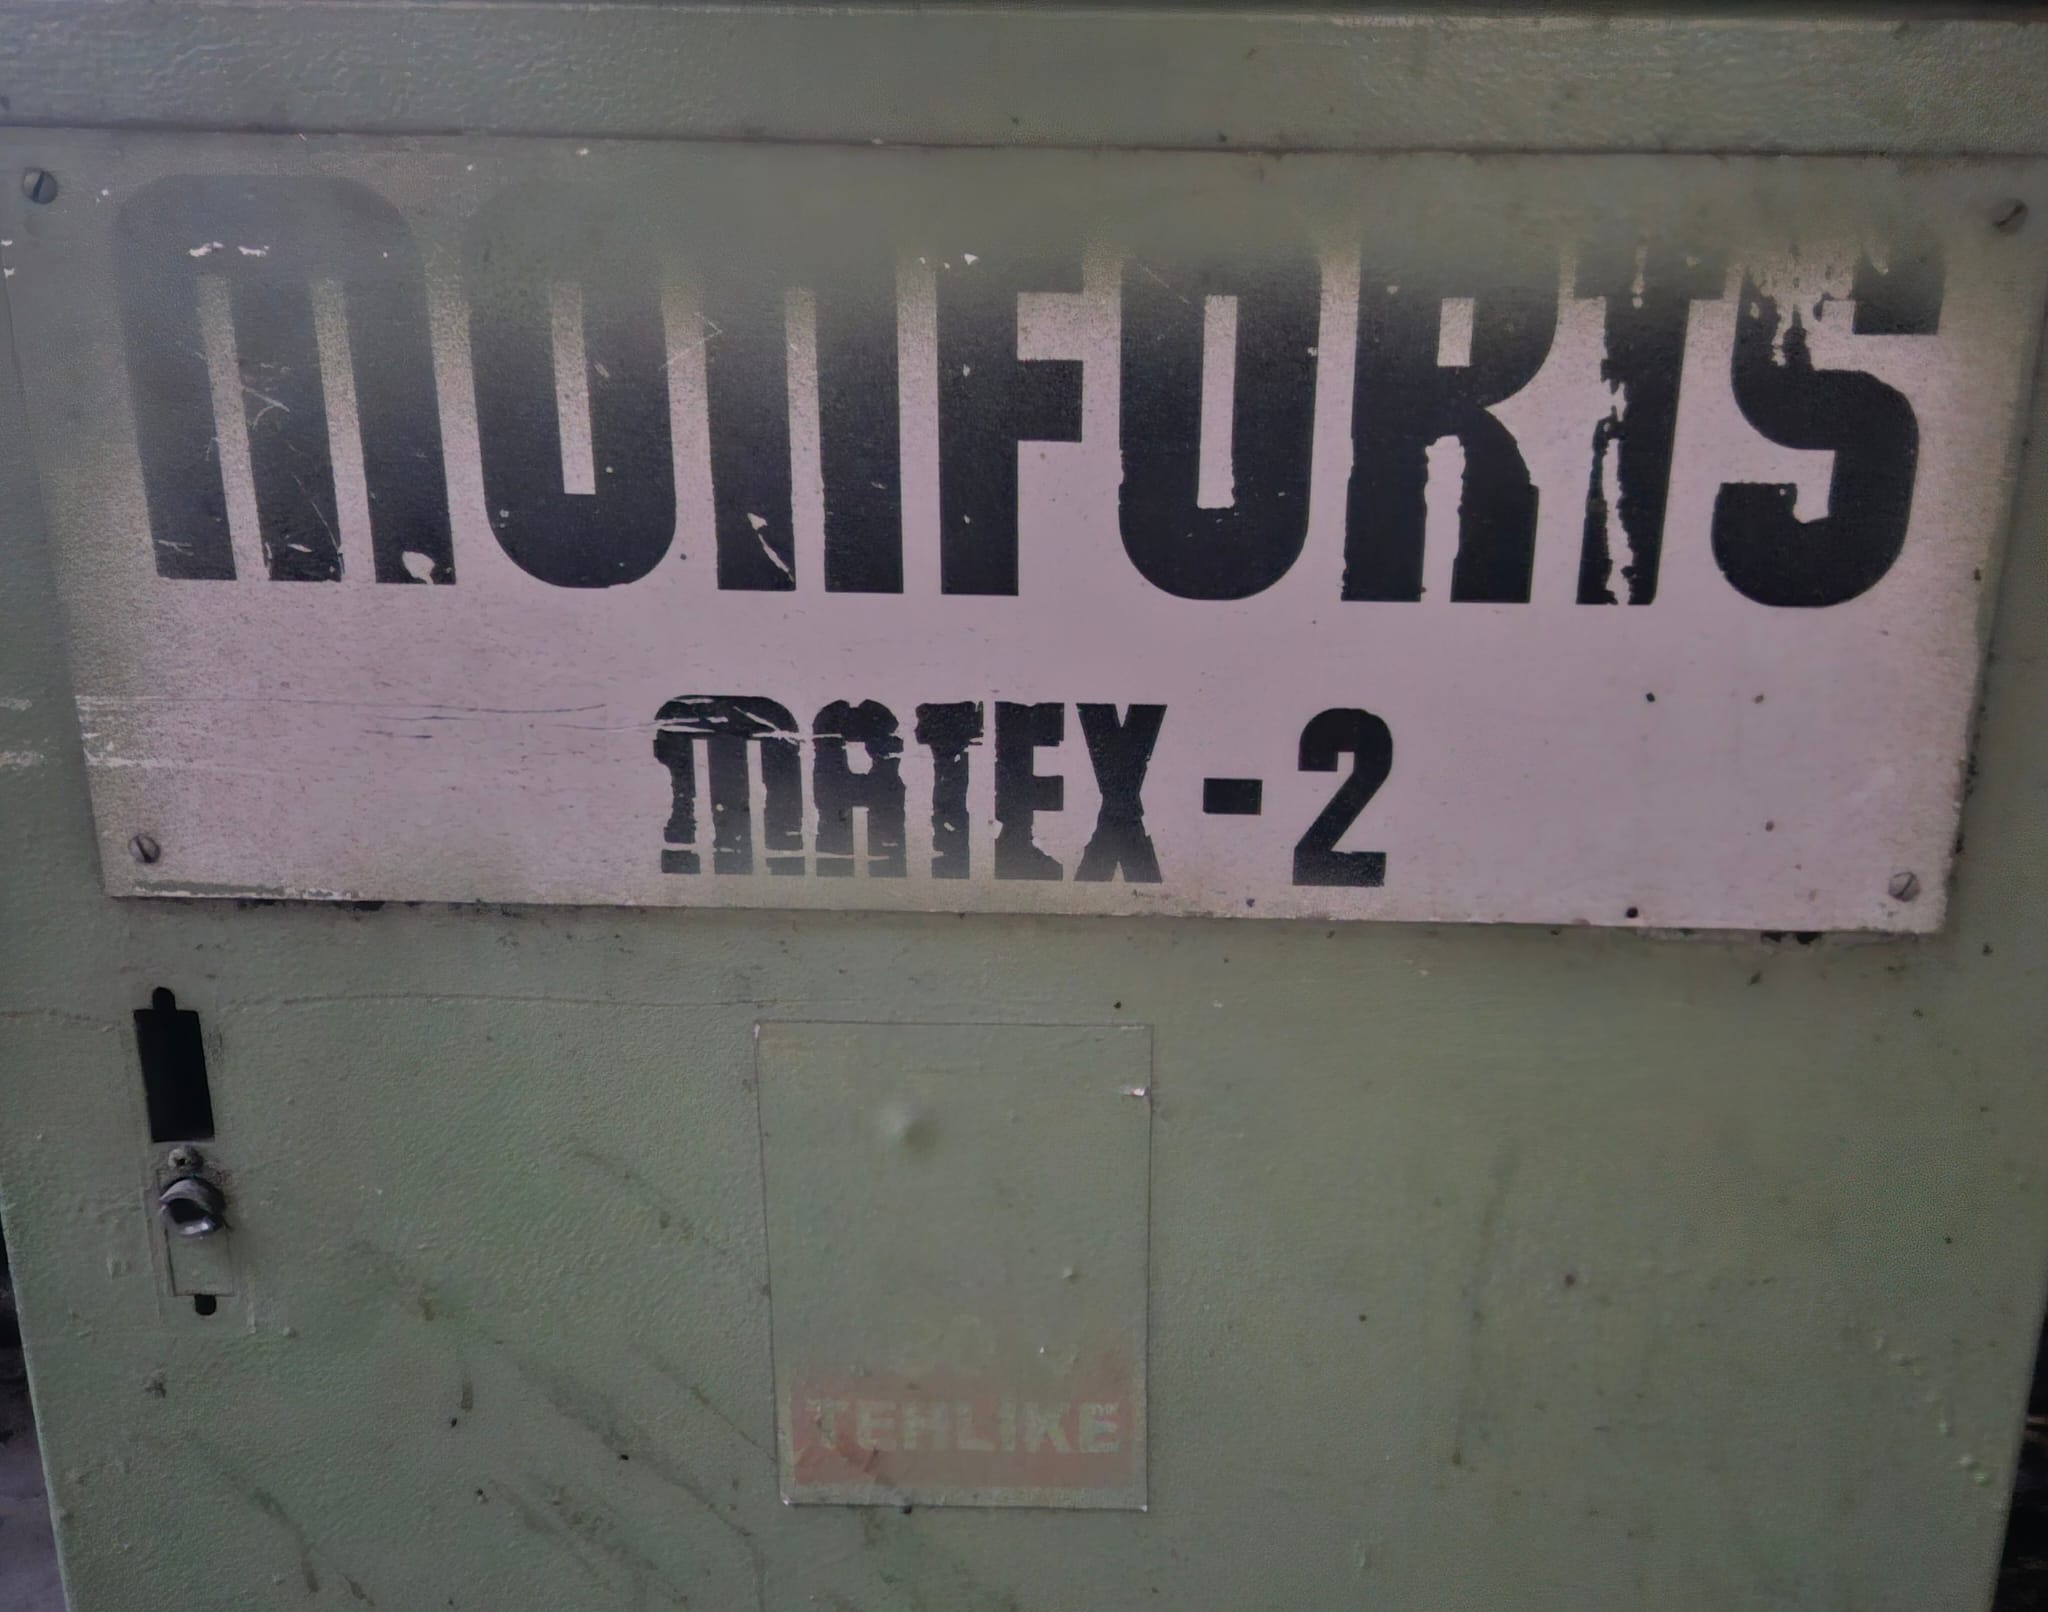 MONFORTS
MATEX - 2
TEHLİKE